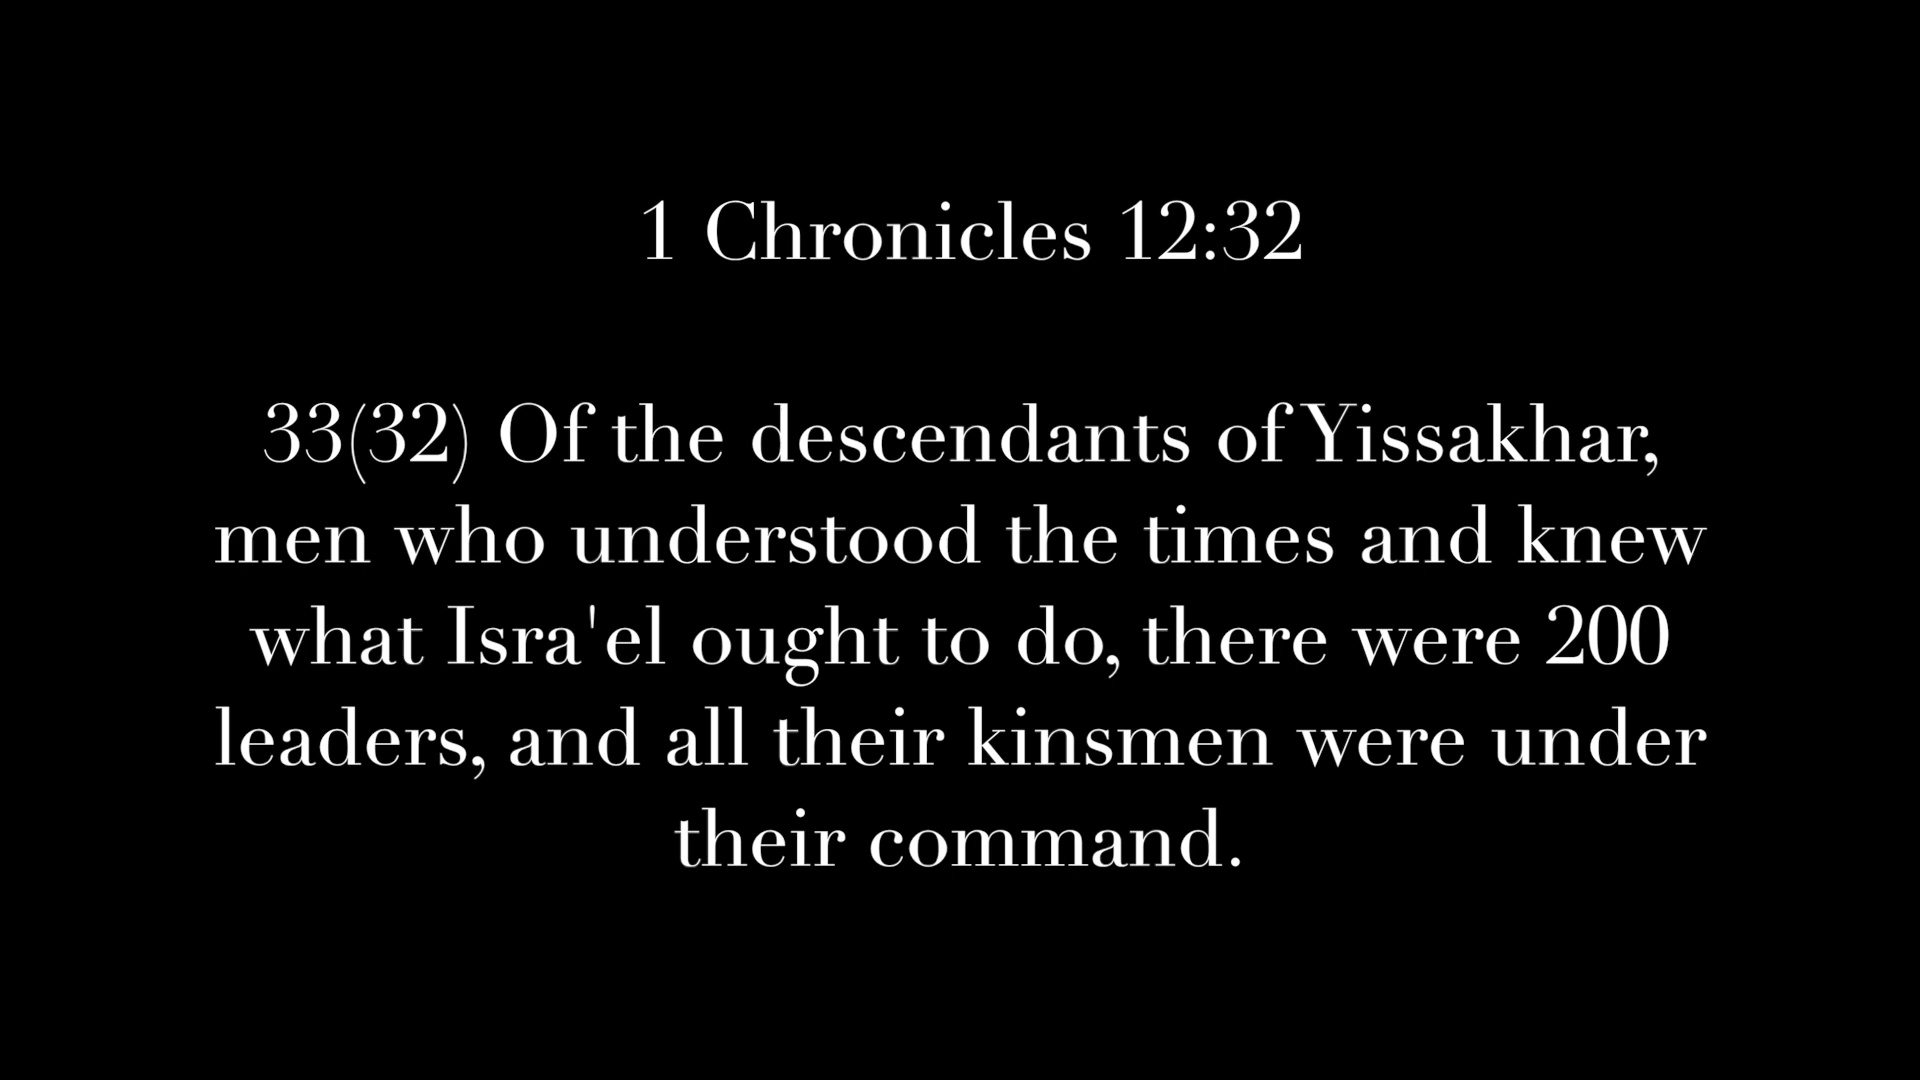 1 Chronicles 12:32
33(32) Of the descendants of Yissakhar,
men who understood the times and knew
what Isra'el ought to do, there were 200
leaders, and all their kinsmen were under
their command.